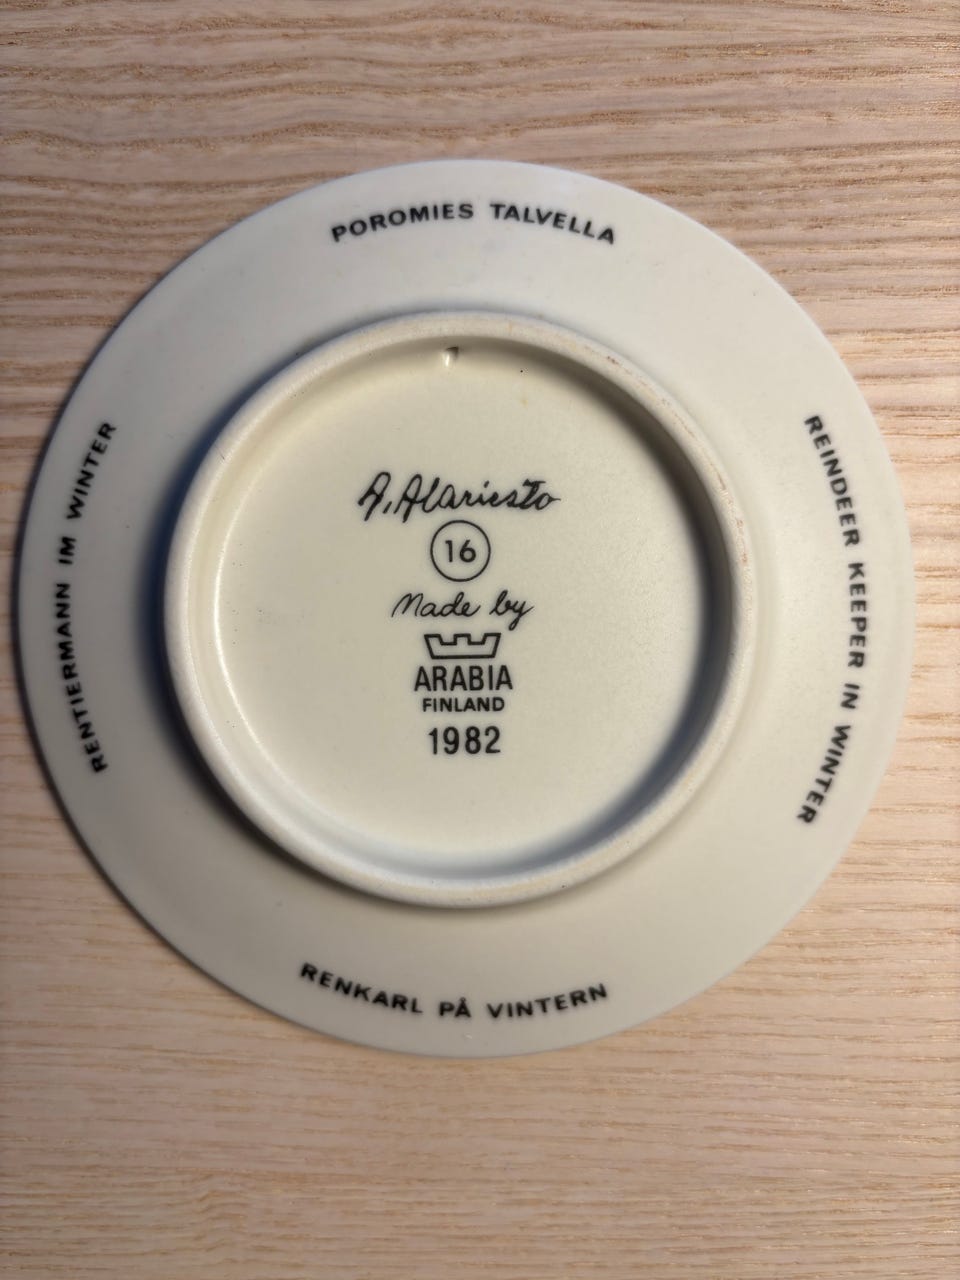 POROMIES TALVELLA
REINDEER KEEPER IN WINTER
RENKARL PÅ VINTERN
RENTIERMANN IM WINTER
A. Alariesto
16
Made by
ARABIA
FINLAND
1982